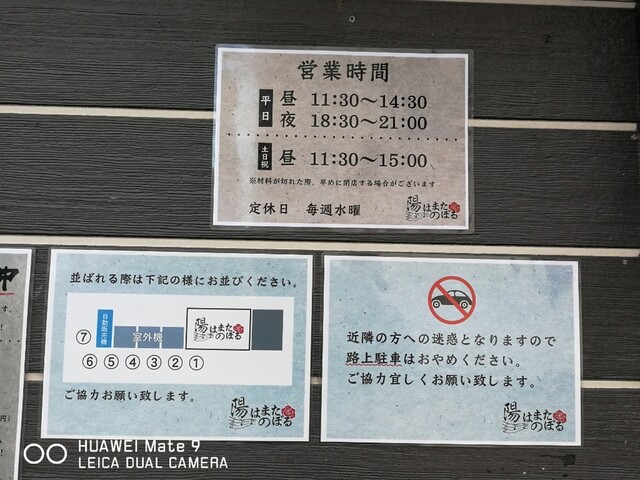 営業時間
平日 昼 11:30～14:30
夜 18:30～21:00
土日祝 昼 11:30～15:00
※材料が切れた際、早めに閉店する場合がございます
定休日 毎週水曜
陽はまたのぼる
並ばれる際は下記の様にお並びください。
自動販売機
室外機
陽はまたのぼる
⑦
⑥ ⑤ ④ ③ ② ①
ご協力お願い致します。
陽はまたのぼる
近隣の方への迷惑となりますので
路上駐車はおやめください。
ご協力宜しくお願い致します。
陽はまたのぼる
HUAWEI Mate 9
LEICA DUAL CAMERA